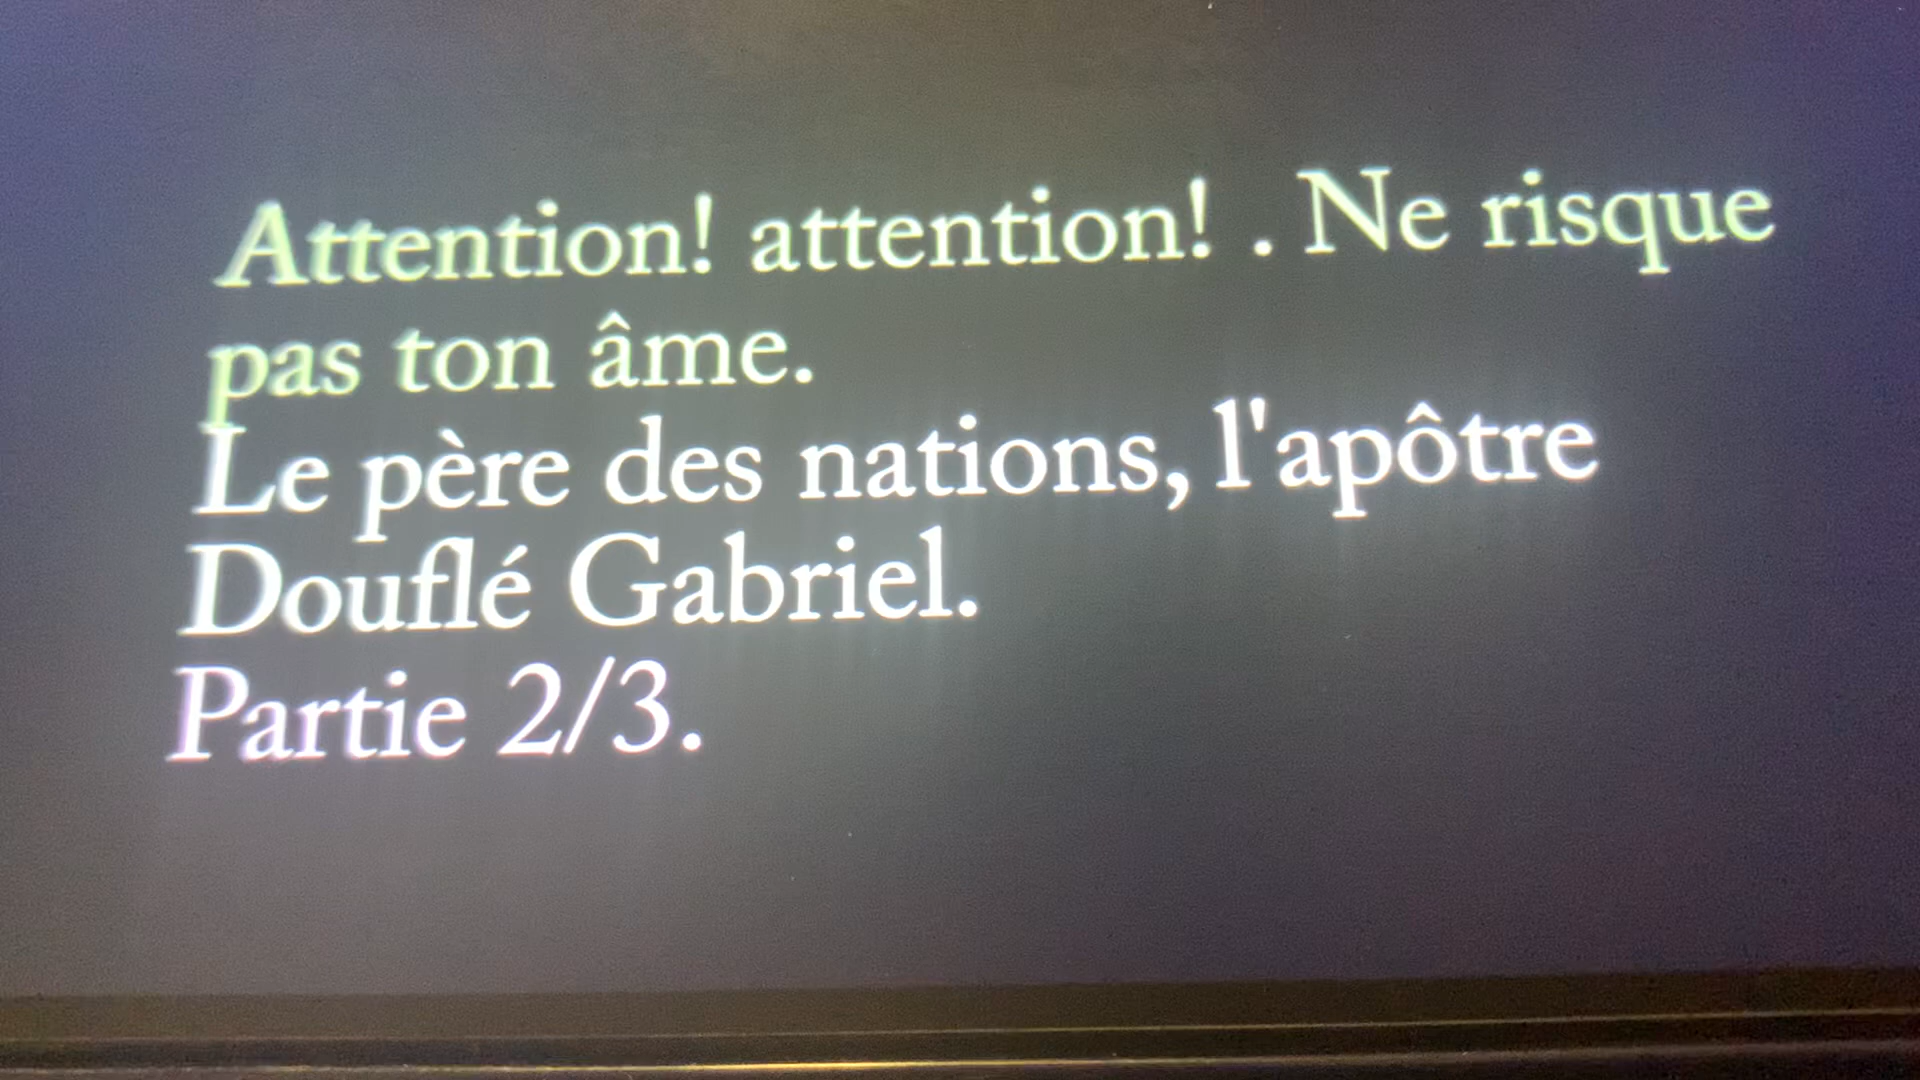 Attention! attention! . Ne risque
pas ton âme.
Le père des nations, l'apôtre
Douflé Gabriel.
Partie 2/3.